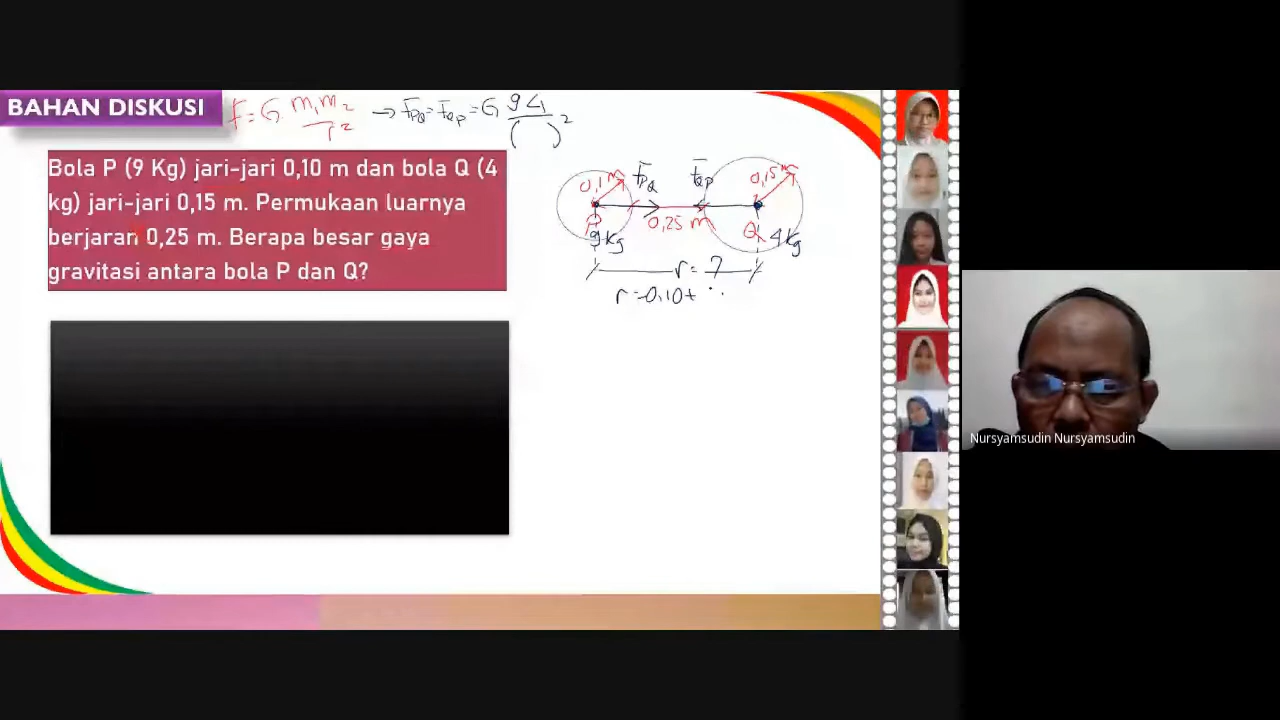 BAHAN DISKUSI
F = G m₁m₂ / r² → F_PQ = F_QP = G 9 4 / ( )²
Bola P (9 Kg) jari-jari 0,10 m dan bola Q (4
kg) jari-jari 0,15 m. Permukaan luarnya
berjaran 0,25 m. Berapa besar gaya
gravitasi antara bola P dan Q?
0,1 m F_PQ F_QP 0,15 m
P 0,25 m Q
9 kg 4 kg
r = ?
r = 0,10 +
Nursyamsudin Nursyamsudin